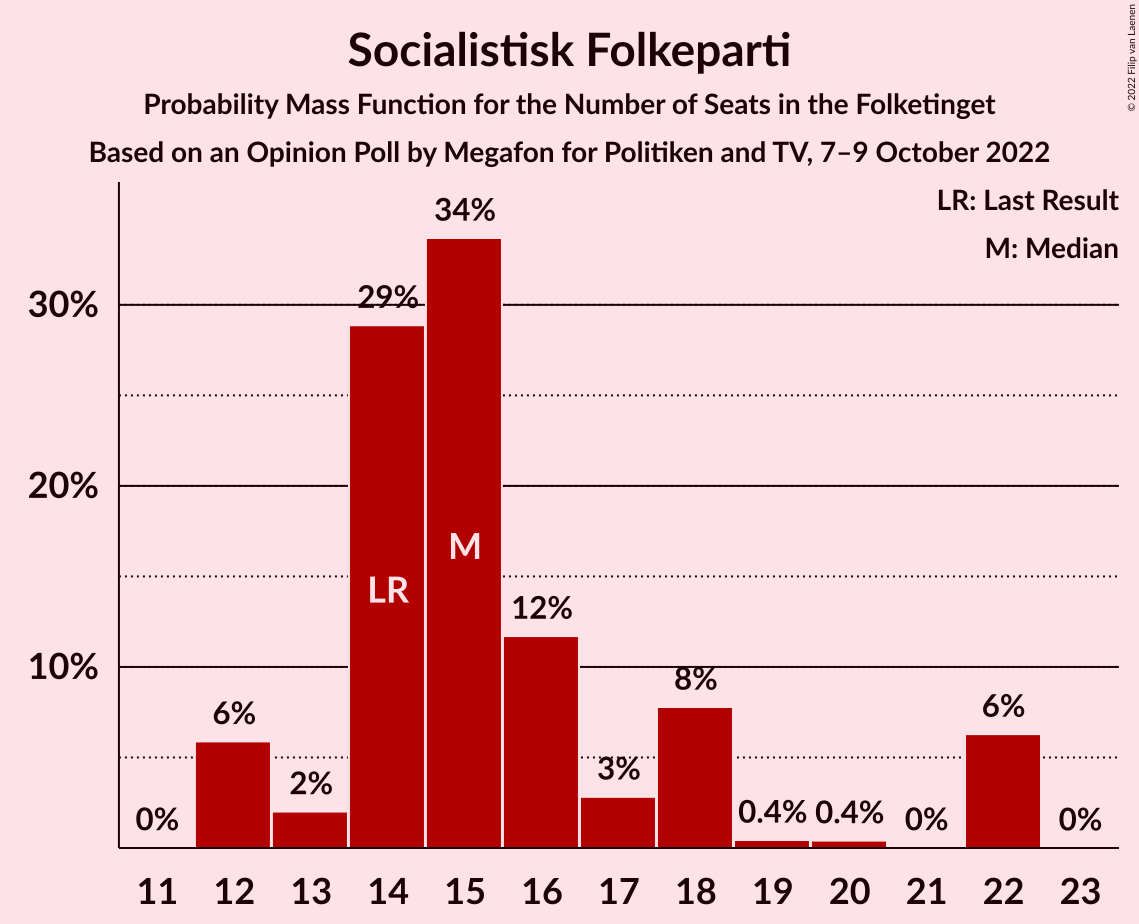 Socialistisk Folkeparti
Probability Mass Function for the Number of Seats in the Folketinget
Based on an Opinion Poll by Megafon for Politiken and TV, 7–9 October 2022
© 2022 Filip van Laenen
LR: Last Result
M: Median
34%
30%
29%
20%
M
LR
12%
10%
8%
6%
6%
3%
2%
0%
0.4%
0.4%
0%
0%
11 12 13 14 15 16 17 18 19 20 21 22 23